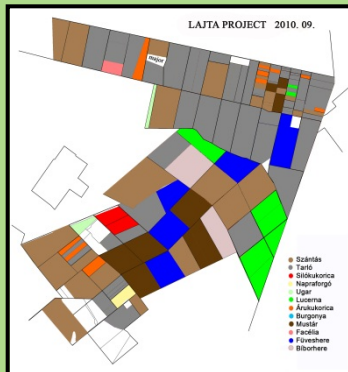 LAJTA PROJECT 2010. 09.
major
Szántás
Tarló
Silókukorica
Napraforgó
Ugar
Lucerna
Árukukorica
Burgonya
Mustár
Facélia
Füveshere
Bíborhere